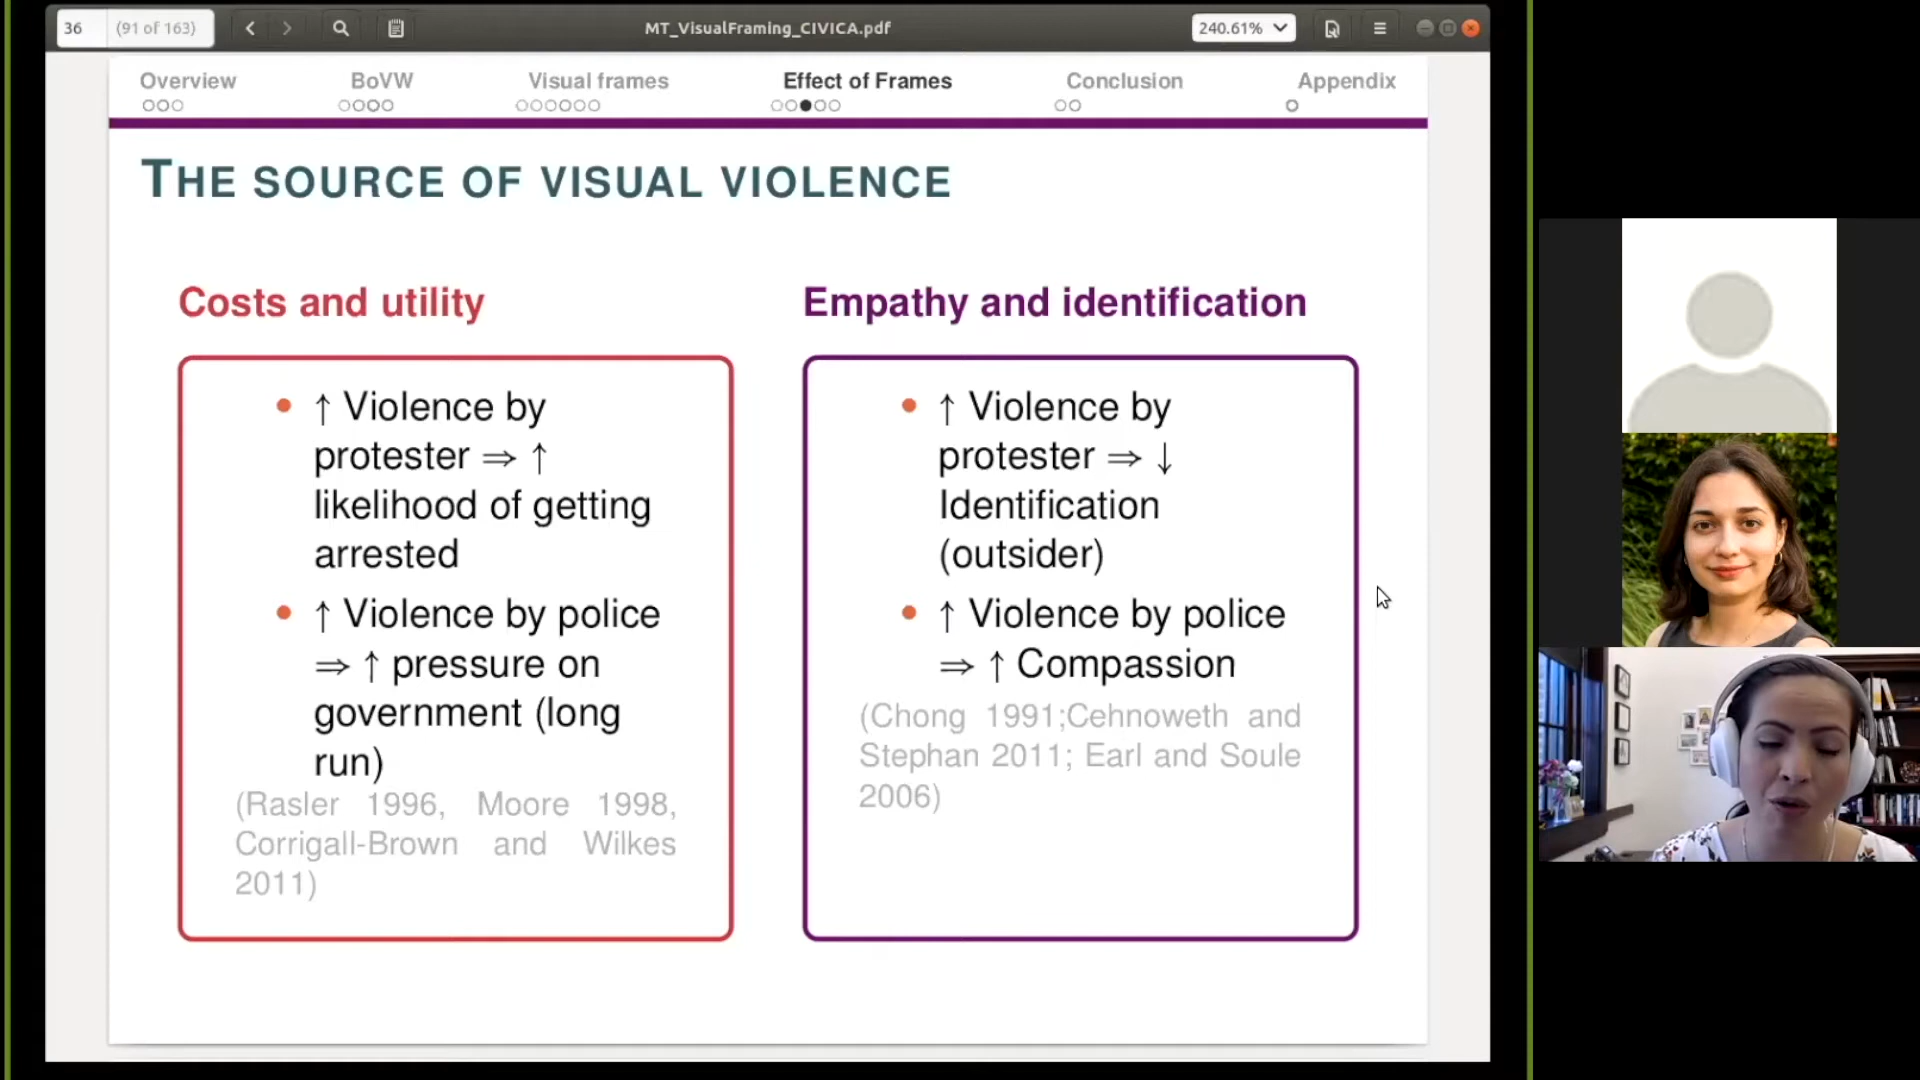 36
(91 of 163)
MT_VisualFraming_CIVICA.pdf
240.61%
Overview
BoVW
Visual frames
Effect of Frames
Conclusion
Appendix
THE SOURCE OF VISUAL VIOLENCE
Costs and utility
• ↑ Violence by
protester ⇒ ↑
likelihood of getting
arrested
• ↑ Violence by police
⇒ ↑ pressure on
government (long
run)
(Rasler 1996, Moore 1998,
Corrigall-Brown and Wilkes
2011)
Empathy and identification
• ↑ Violence by
protester ⇒ ↓
Identification
(outsider)
• ↑ Violence by police
⇒ ↑ Compassion
(Chong 1991;Cehnoweth and
Stephan 2011; Earl and Soule
2006)